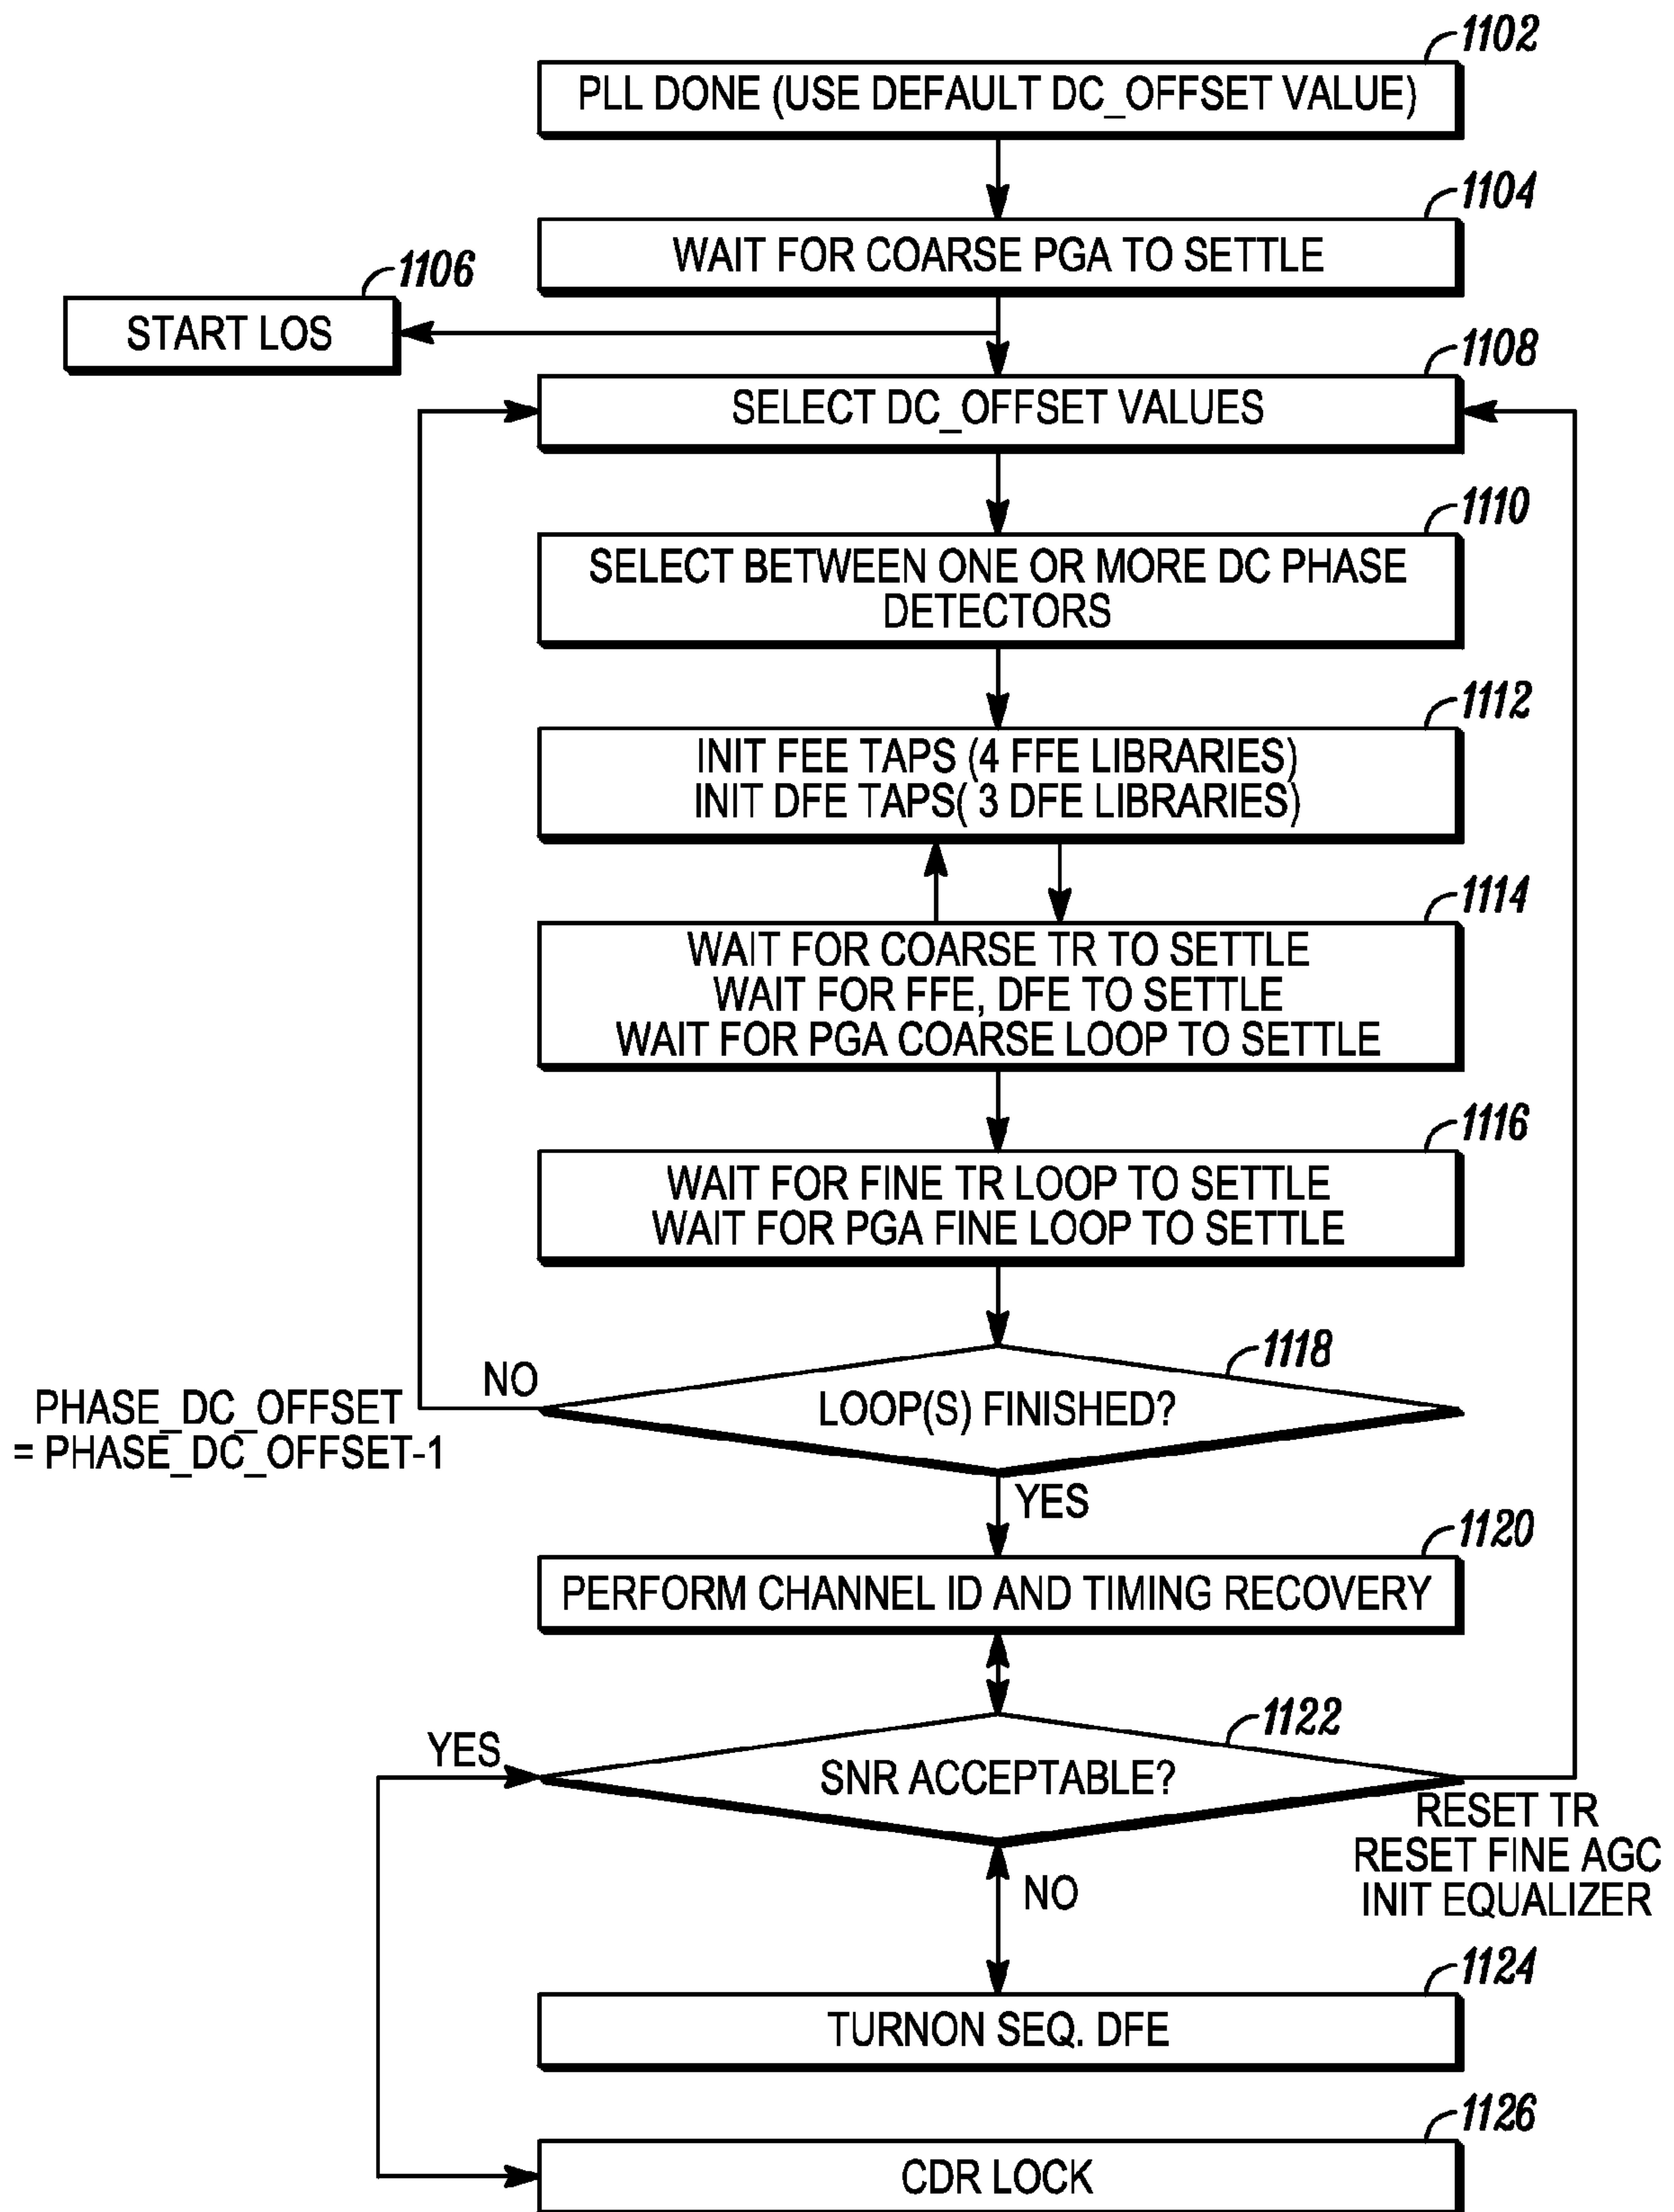 1102
PLL DONE (USE DEFAULT DC_OFFSET VALUE)
1104
WAIT FOR COARSE PGA TO SETTLE
1106
START LOS
1108
SELECT DC_OFFSET VALUES
1110
SELECT BETWEEN ONE OR MORE DC PHASE
DETECTORS
1112
INIT FEE TAPS (4 FFE LIBRARIES)
INIT DFE TAPS( 3 DFE LIBRARIES)
1114
WAIT FOR COARSE TR TO SETTLE
WAIT FOR FFE, DFE TO SETTLE
WAIT FOR PGA COARSE LOOP TO SETTLE
1116
WAIT FOR FINE TR LOOP TO SETTLE
WAIT FOR PGA FINE LOOP TO SETTLE
1118
NO
LOOP(S) FINISHED?
PHASE_DC_OFFSET
= PHASE_DC_OFFSET-1
YES
1120
PERFORM CHANNEL ID AND TIMING RECOVERY
1122
YES
SNR ACCEPTABLE?
RESET TR
RESET FINE AGC
INIT EQUALIZER
NO
1124
TURNON SEQ. DFE
1126
CDR LOCK